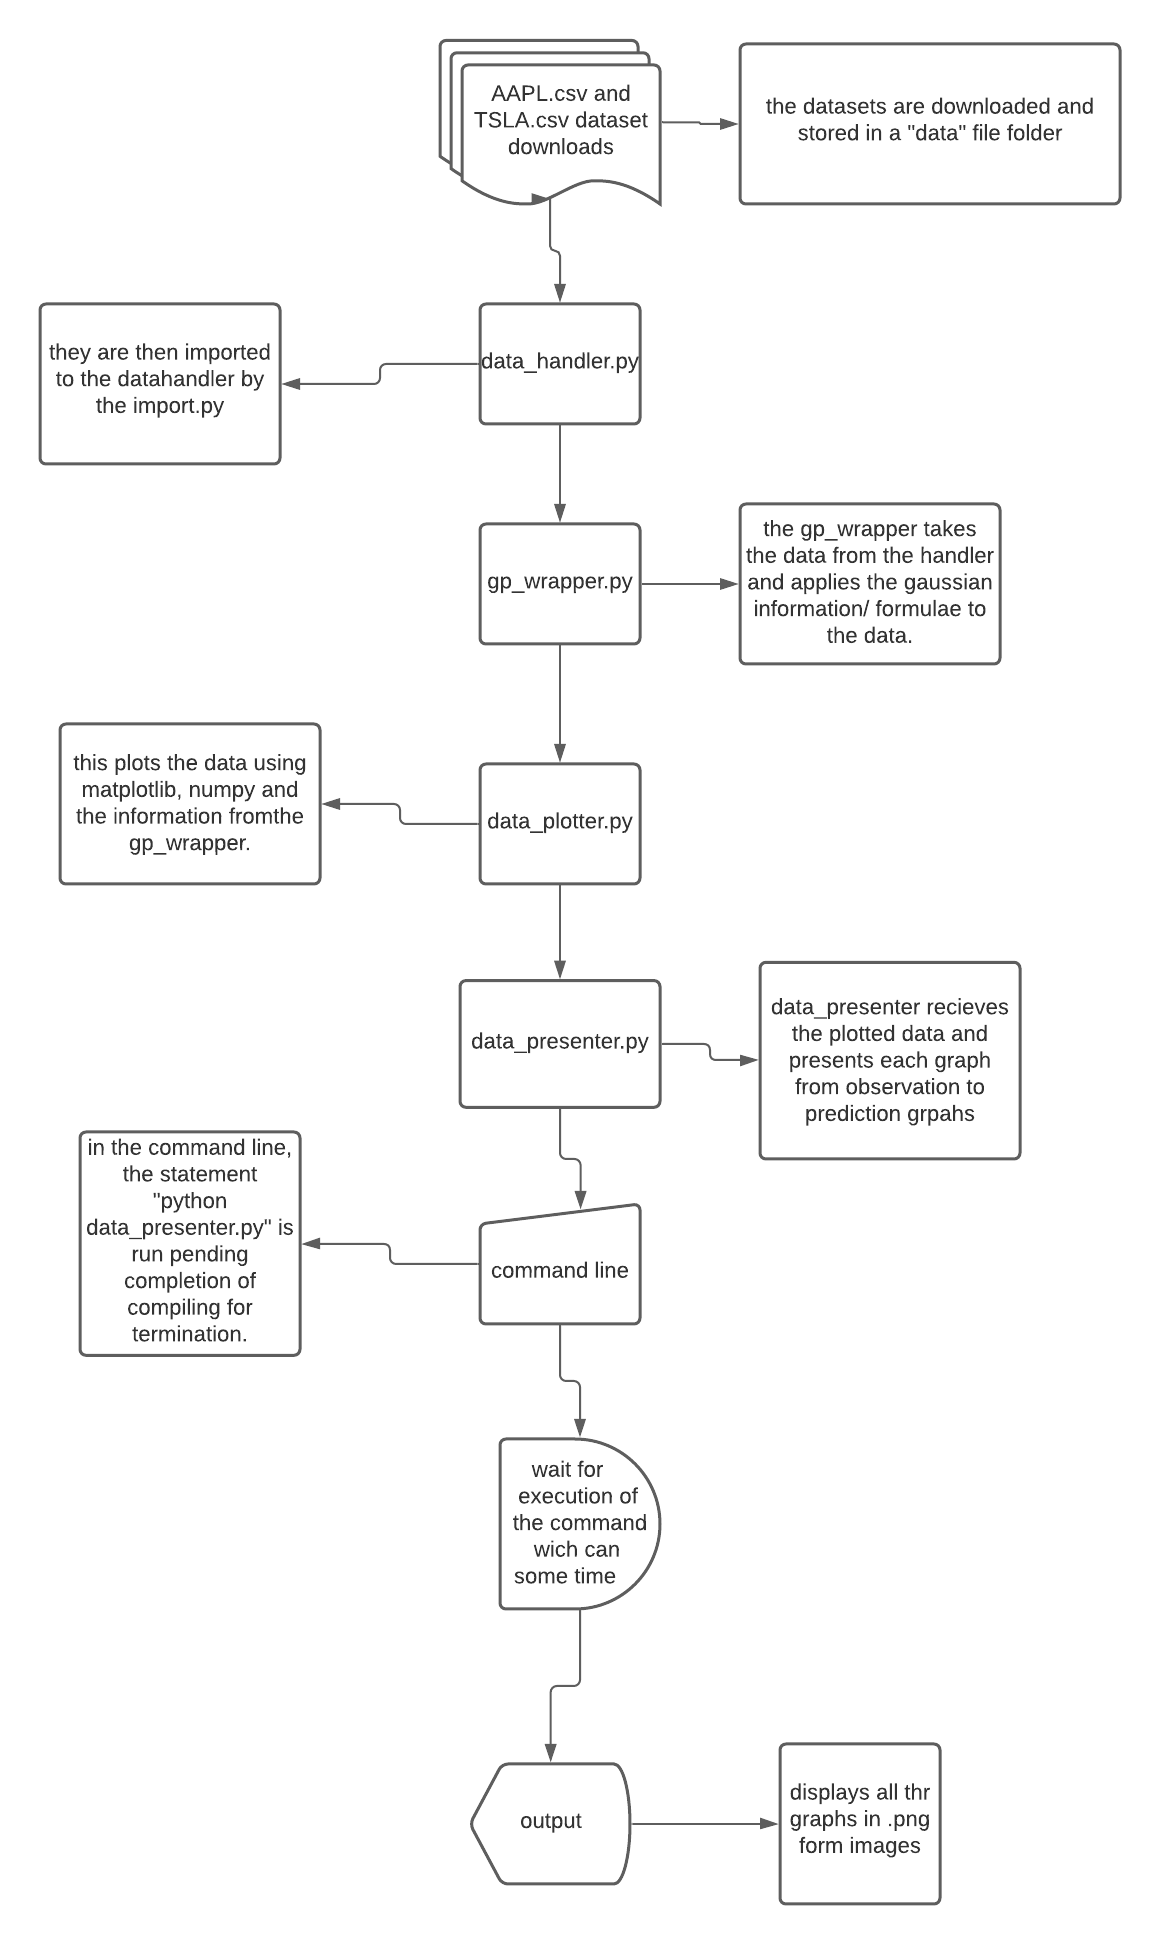 AAPL.csv and
TSLA.csv dataset
downloads
the datasets are downloaded and
stored in a "data" file folder
data_handler.py
they are then imported
to the datahandler by
the import.py
gp_wrapper.py
the gp_wrapper takes
the data from the handler
and applies the gaussian
information/ formulae to
the data.
data_plotter.py
this plots the data using
matplotlib, numpy and
the information fromthe
gp_wrapper.
data_presenter.py
data_presenter recieves
the plotted data and
presents each graph
from observation to
prediction grpahs
command line
in the command line,
the statement
"python
data_presenter.py" is
run pending
completion of
compiling for
termination.
wait for
execution of
the command
wich can
some time
output
displays all thr
graphs in .png
form images